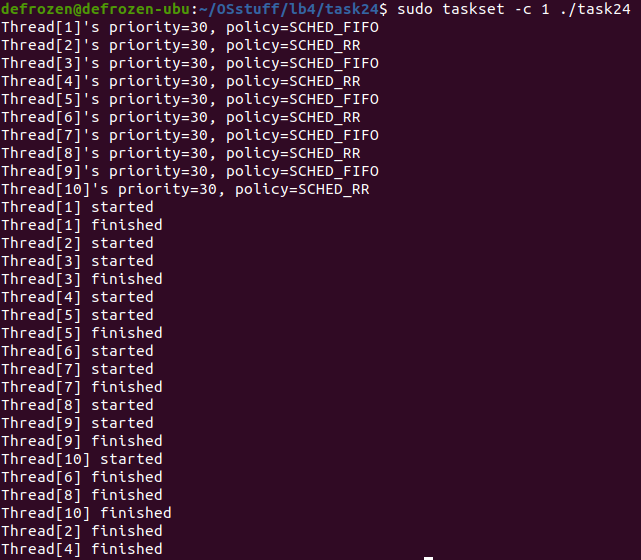 defrozen@defrozen-ubu:~/OSstuff/lb4/task24$ sudo taskset -c 1 ./task24
Thread[1]'s priority=30, policy=SCHED_FIFO
Thread[2]'s priority=30, policy=SCHED_RR
Thread[3]'s priority=30, policy=SCHED_FIFO
Thread[4]'s priority=30, policy=SCHED_RR
Thread[5]'s priority=30, policy=SCHED_FIFO
Thread[6]'s priority=30, policy=SCHED_RR
Thread[7]'s priority=30, policy=SCHED_FIFO
Thread[8]'s priority=30, policy=SCHED_RR
Thread[9]'s priority=30, policy=SCHED_FIFO
Thread[10]'s priority=30, policy=SCHED_RR
Thread[1] started
Thread[1] finished
Thread[2] started
Thread[3] started
Thread[3] finished
Thread[4] started
Thread[5] started
Thread[5] finished
Thread[6] started
Thread[7] started
Thread[7] finished
Thread[8] started
Thread[9] started
Thread[9] finished
Thread[10] started
Thread[6] finished
Thread[8] finished
Thread[10] finished
Thread[2] finished
Thread[4] finished